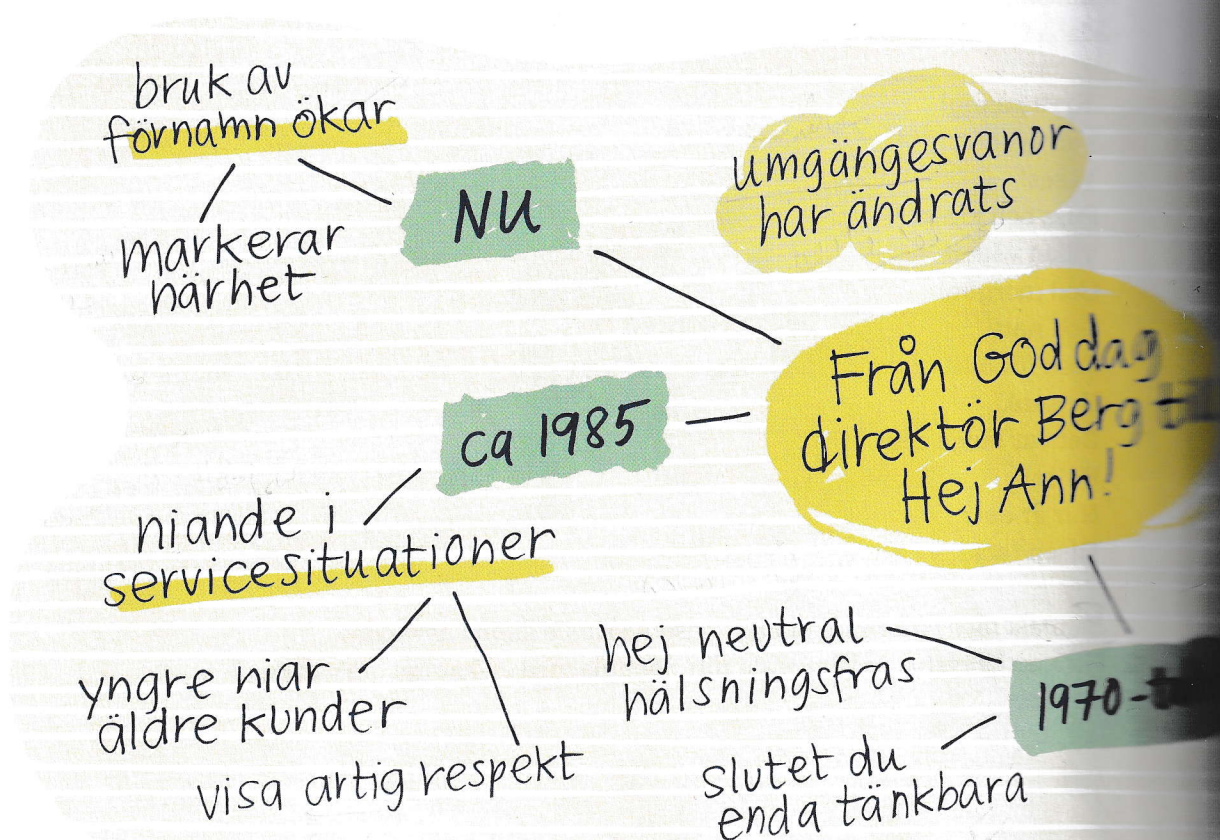 bruk av
förnamn ökar
markerar
närhet
NU
umgängesvanor
har ändrats
Från God dag
direktör Berg
Hej Ann!
ca 1985
niande i
servicesituationer
yngre niar
äldre kunder
visa artig respekt
hej neutral
hälsningsfras
1970-
slutet du
enda tänkbara